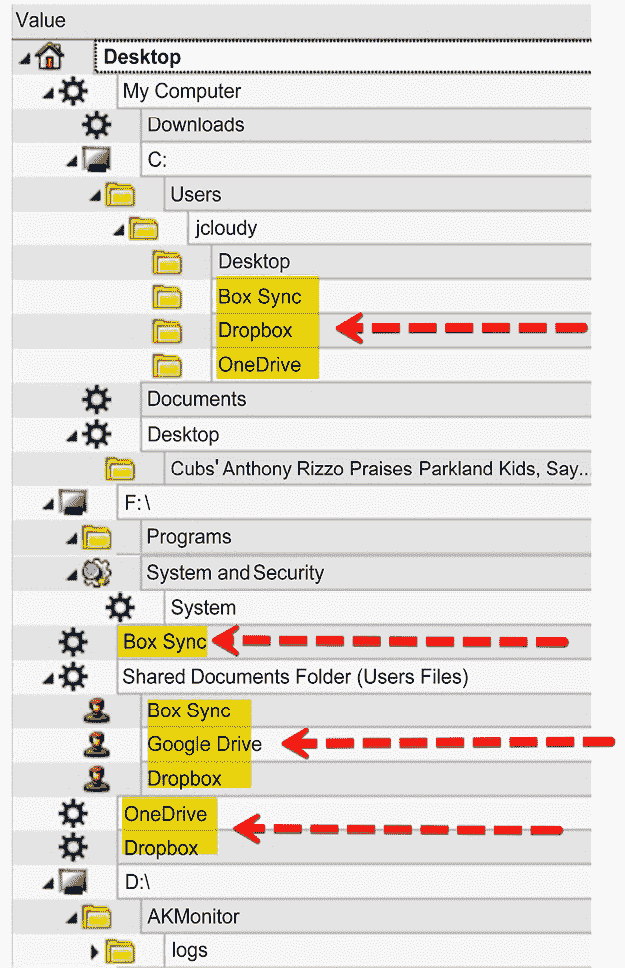 Value
Desktop
My Computer
Downloads
C:
Users
jcloudy
Desktop
Box Sync
Dropbox
OneDrive
Documents
Desktop
Cubs' Anthony Rizzo Praises Parkland Kids, Say...
F:\
Programs
System and Security
System
Box Sync
Shared Documents Folder (Users Files)
Box Sync
Google Drive
Dropbox
OneDrive
Dropbox
D:\
AKMonitor
logs